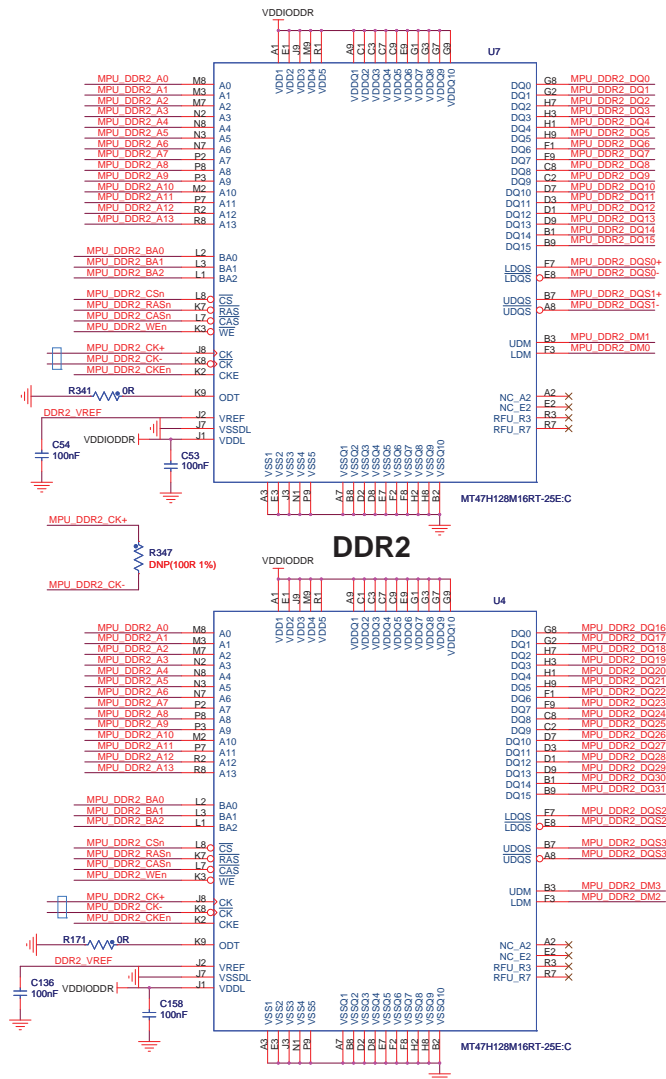 VDDIODDR
A1 E1 J9 M9 R1 A9 C1 C3 C7 C9 E9 G1 G3 G7 G9
U7
VDD1 VDD2 VDD3 VDD4 VDD5 VDDQ1 VDDQ2 VDDQ3 VDDQ4 VDDQ5 VDDQ6 VDDQ7 VDDQ8 VDDQ9 VDDQ10
MPU_DDR2_A0 M8 A0 DQ0 G8 MPU_DDR2_DQ0
MPU_DDR2_A1 M3 A1 DQ1 G2 MPU_DDR2_DQ1
MPU_DDR2_A2 M7 A2 DQ2 H7 MPU_DDR2_DQ2
MPU_DDR2_A3 N2 A3 DQ3 H3 MPU_DDR2_DQ3
MPU_DDR2_A4 N8 A4 DQ4 H1 MPU_DDR2_DQ4
MPU_DDR2_A5 N3 A5 DQ5 H9 MPU_DDR2_DQ5
MPU_DDR2_A6 N7 A6 DQ6 F1 MPU_DDR2_DQ6
MPU_DDR2_A7 P2 A7 DQ7 F9 MPU_DDR2_DQ7
MPU_DDR2_A8 P8 A8 DQ8 C8 MPU_DDR2_DQ8
MPU_DDR2_A9 P3 A9 DQ9 C2 MPU_DDR2_DQ9
MPU_DDR2_A10 M2 A10 DQ10 D7 MPU_DDR2_DQ10
MPU_DDR2_A11 P7 A11 DQ11 D3 MPU_DDR2_DQ11
MPU_DDR2_A12 R2 A12 DQ12 D1 MPU_DDR2_DQ12
MPU_DDR2_A13 R8 A13 DQ13 D9 MPU_DDR2_DQ13
DQ14 B1 MPU_DDR2_DQ14
DQ15 B9 MPU_DDR2_DQ15
MPU_DDR2_BA0 L2 BA0
MPU_DDR2_BA1 L3 BA1 LDQS F7 MPU_DDR2_DQS0+
MPU_DDR2_BA2 L1 BA2 LDQS E8 MPU_DDR2_DQS0-
MPU_DDR2_CSn L8 CS UDQS B7 MPU_DDR2_DQS1+
MPU_DDR2_RASn K7 RAS UDQS A8 MPU_DDR2_DQS1-
MPU_DDR2_CASn L7 CAS
MPU_DDR2_WEn K3 WE
UDM B3 MPU_DDR2_DM1
MPU_DDR2_CK+ J8 CK LDM F3 MPU_DDR2_DM0
MPU_DDR2_CK- K8 CK
MPU_DDR2_CKEn K2 CKE
R341 0R K9 ODT NC_A2 A2
NC_E2 E2
DDR2_VREF J2 VREF RFU_R3 R3
J7 VSSDL RFU_R7 R7
VDDIODDR J1 VDDL
C54
100nF
C53
100nF
VSS1 VSS2 VSS3 VSS4 VSS5 VSSQ1 VSSQ2 VSSQ3 VSSQ4 VSSQ5 VSSQ6 VSSQ7 VSSQ8 VSSQ9 VSSQ10
A3 E3 J3 N1 P9 A7 B8 D2 D8 E7 F2 F8 H2 H8 B2
MT47H128M16RT-25E:C
MPU_DDR2_CK+
R347
DNP(100R 1%)
MPU_DDR2_CK-
DDR2
VDDIODDR
A1 E1 J9 M9 R1 A9 C1 C3 C7 C9 E9 G1 G3 G7 G9
U4
VDD1 VDD2 VDD3 VDD4 VDD5 VDDQ1 VDDQ2 VDDQ3 VDDQ4 VDDQ5 VDDQ6 VDDQ7 VDDQ8 VDDQ9 VDDQ10
MPU_DDR2_A0 M8 A0 DQ0 G8 MPU_DDR2_DQ16
MPU_DDR2_A1 M3 A1 DQ1 G2 MPU_DDR2_DQ17
MPU_DDR2_A2 M7 A2 DQ2 H7 MPU_DDR2_DQ18
MPU_DDR2_A3 N2 A3 DQ3 H3 MPU_DDR2_DQ19
MPU_DDR2_A4 N8 A4 DQ4 H1 MPU_DDR2_DQ20
MPU_DDR2_A5 N3 A5 DQ5 H9 MPU_DDR2_DQ21
MPU_DDR2_A6 N7 A6 DQ6 F1 MPU_DDR2_DQ22
MPU_DDR2_A7 P2 A7 DQ7 F9 MPU_DDR2_DQ23
MPU_DDR2_A8 P8 A8 DQ8 C8 MPU_DDR2_DQ24
MPU_DDR2_A9 P3 A9 DQ9 C2 MPU_DDR2_DQ25
MPU_DDR2_A10 M2 A10 DQ10 D7 MPU_DDR2_DQ26
MPU_DDR2_A11 P7 A11 DQ11 D3 MPU_DDR2_DQ27
MPU_DDR2_A12 R2 A12 DQ12 D1 MPU_DDR2_DQ28
MPU_DDR2_A13 R8 A13 DQ13 D9 MPU_DDR2_DQ29
DQ14 B1 MPU_DDR2_DQ30
DQ15 B9 MPU_DDR2_DQ31
MPU_DDR2_BA0 L2 BA0
MPU_DDR2_BA1 L3 BA1 LDQS F7 MPU_DDR2_DQS2
MPU_DDR2_BA2 L1 BA2 LDQS E8 MPU_DDR2_DQS2
MPU_DDR2_CSn L8 CS UDQS B7 MPU_DDR2_DQS3
MPU_DDR2_RASn K7 RAS UDQS A8 MPU_DDR2_DQS3
MPU_DDR2_CASn L7 CAS
MPU_DDR2_WEn K3 WE
UDM B3 MPU_DDR2_DM3
MPU_DDR2_CK+ J8 CK LDM F3 MPU_DDR2_DM2
MPU_DDR2_CK- K8 CK
MPU_DDR2_CKEn K2 CKE
R171 0R K9 ODT NC_A2 A2
NC_E2 E2
DDR2_VREF J2 VREF RFU_R3 R3
J7 VSSDL RFU_R7 R7
VDDIODDR J1 VDDL
C136
100nF
C158
100nF
VSS1 VSS2 VSS3 VSS4 VSS5 VSSQ1 VSSQ2 VSSQ3 VSSQ4 VSSQ5 VSSQ6 VSSQ7 VSSQ8 VSSQ9 VSSQ10
A3 E3 J3 N1 P9 A7 B8 D2 D8 E7 F2 F8 H2 H8 B2
MT47H128M16RT-25E:C